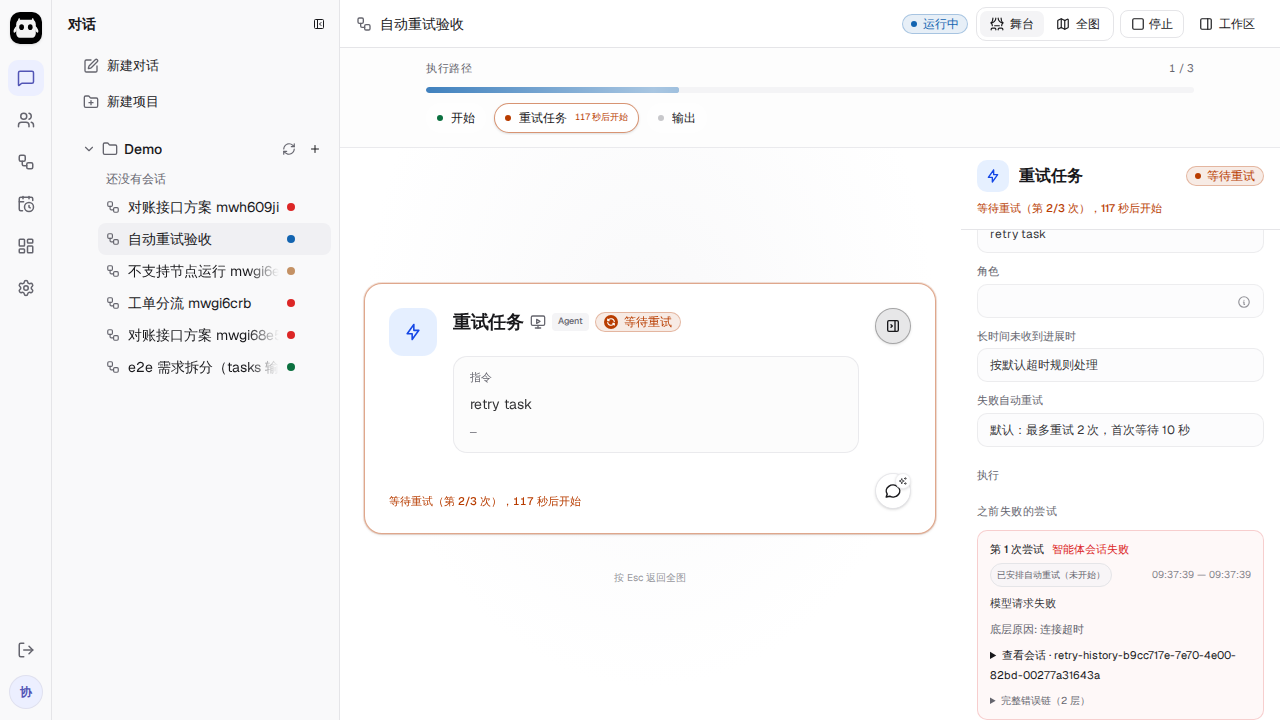 对话
新建对话
新建项目
Demo
还没有会话
对账接口方案 mwh609ji
自动重试验收
不支持节点运行 mwgi6
工单分流 mwgi6crb
对账接口方案 mwgi68e
e2e 需求拆分（tasks
协
自动重试验收
运行中
舞台
全图
停止
工作区
执行路径
1 / 3
开始
重试任务 117 秒后开始
输出
重试任务
Agent
等待重试
指令
retry task
–
等待重试（第 2/3 次），117 秒后开始
按 Esc 返回全图
重试任务
等待重试
等待重试（第 2/3 次），117 秒后开始
retry task
角色
长时间未收到进展时
按默认超时规则处理
失败自动重试
默认：最多重试 2 次，首次等待 10 秒
执行
之前失败的尝试
第 1 次尝试 智能体会话失败
已安排自动重试（未开始）
09:37:39 — 09:37:39
模型请求失败
底层原因: 连接超时
查看会话 · retry-history-b9cc717e-7e70-4e00-
82bd-00277a31643a
完整错误链（2 层）